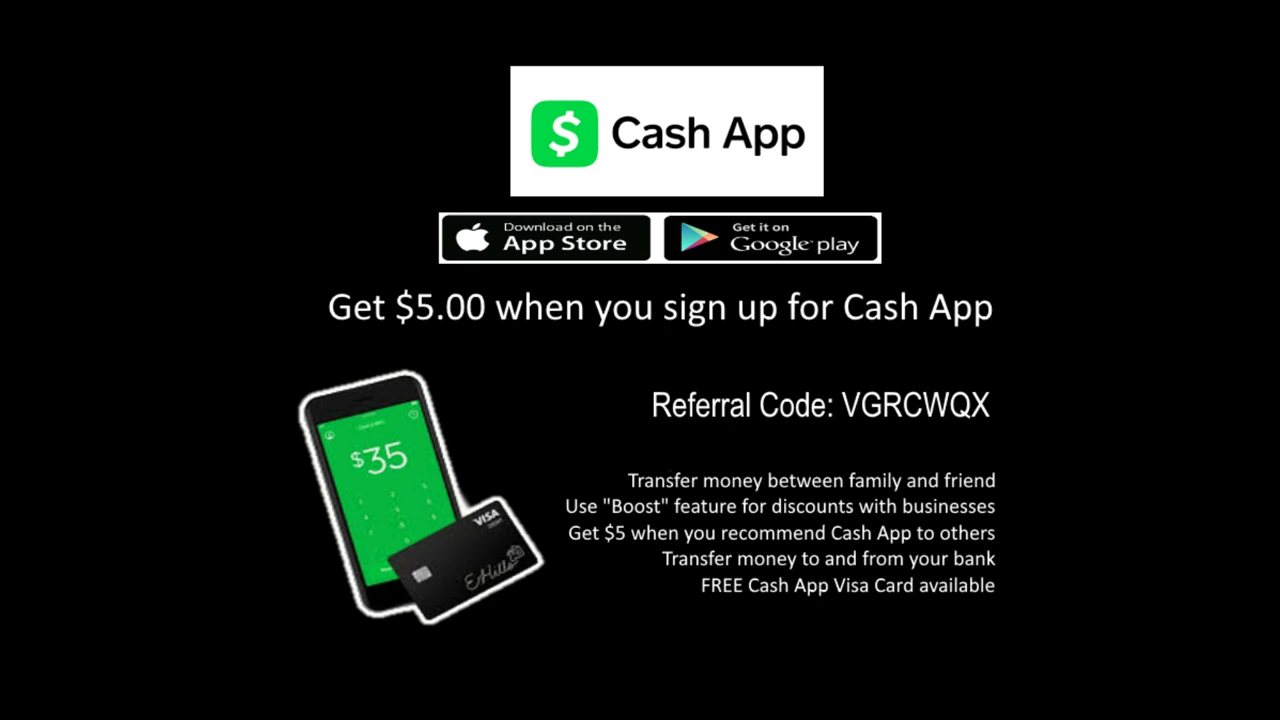 $ Cash App
Download on the
App Store
Get it on
Google play
Get $5.00 when you sign up for Cash App
Referral Code: VGRCWQX
$35
VISA
DEBIT
Transfer money between family and friend
Use "Boost" feature for discounts with businesses
Get $5 when you recommend Cash App to others
Transfer money to and from your bank
FREE Cash App Visa Card available